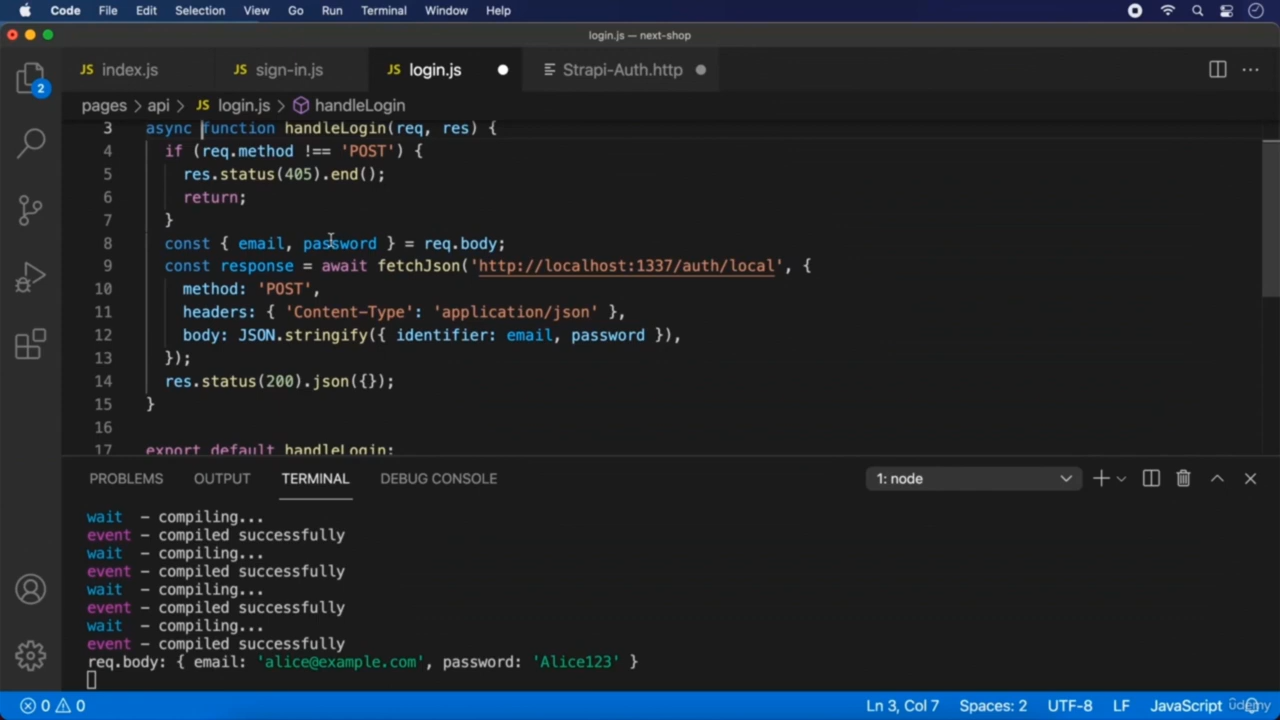 Code File Edit Selection View Go Run Terminal Window Help
login.js — next-shop
JS index.js JS sign-in.js JS login.js Strapi-Auth.http
2
pages > api > JS login.js > handleLogin
3 async function handleLogin(req, res) {
4 if (req.method !== 'POST') {
5 res.status(405).end();
6 return;
7 }
8 const { email, password } = req.body;
9 const response = await fetchJson('http://localhost:1337/auth/local', {
10 method: 'POST',
11 headers: { 'Content-Type': 'application/json' },
12 body: JSON.stringify({ identifier: email, password }),
13 });
14 res.status(200).json({});
15 }
16
17 export default handleLogin;
PROBLEMS OUTPUT TERMINAL DEBUG CONSOLE 1: node
wait - compiling...
event - compiled successfully
wait - compiling...
event - compiled successfully
wait - compiling...
event - compiled successfully
wait - compiling...
event - compiled successfully
req.body: { email: 'alice@example.com', password: 'Alice123' }
0 0 Ln 3, Col 7 Spaces: 2 UTF-8 LF JavaScript udemy